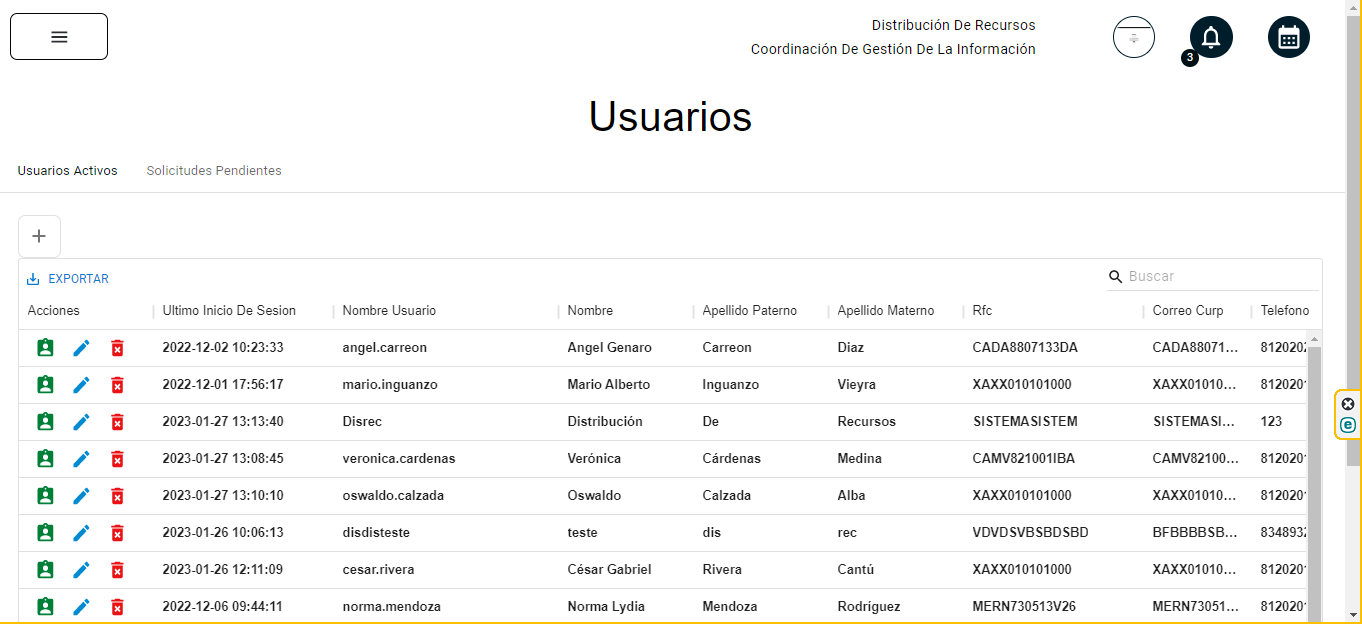 Distribución De Recursos
Coordinación De Gestión De La Información
3
Usuarios
Usuarios Activos Solicitudes Pendientes
+
EXPORTAR Buscar
Acciones Ultimo Inicio De Sesion Nombre Usuario Nombre Apellido Paterno Apellido Materno Rfc Correo Curp Telefono
2022-12-02 10:23:33 angel.carreon Angel Genaro Carreon Diaz CADA8807133DA CADA88071... 812020
2022-12-01 17:56:17 mario.inguanzo Mario Alberto Inguanzo Vieyra XAXX010101000 XAXX01010... 812020
2023-01-27 13:13:40 Disrec Distribución De Recursos SISTEMASISTEM SISTEMASI... 123
2023-01-27 13:08:45 veronica.cardenas Verónica Cárdenas Medina CAMV821001IBA CAMV82100... 812020
2023-01-27 13:10:10 oswaldo.calzada Oswaldo Calzada Alba XAXX010101000 XAXX01010... 812020
2023-01-26 10:06:13 disdisteste teste dis rec VDVDSVBSBDSBD BFBBBBSB... 834893
2023-01-26 12:11:09 cesar.rivera César Gabriel Rivera Cantú XAXX010101000 XAXX01010... 812020
2022-12-06 09:44:11 norma.mendoza Norma Lydia Mendoza Rodríguez MERN730513V26 MERN73051... 812020